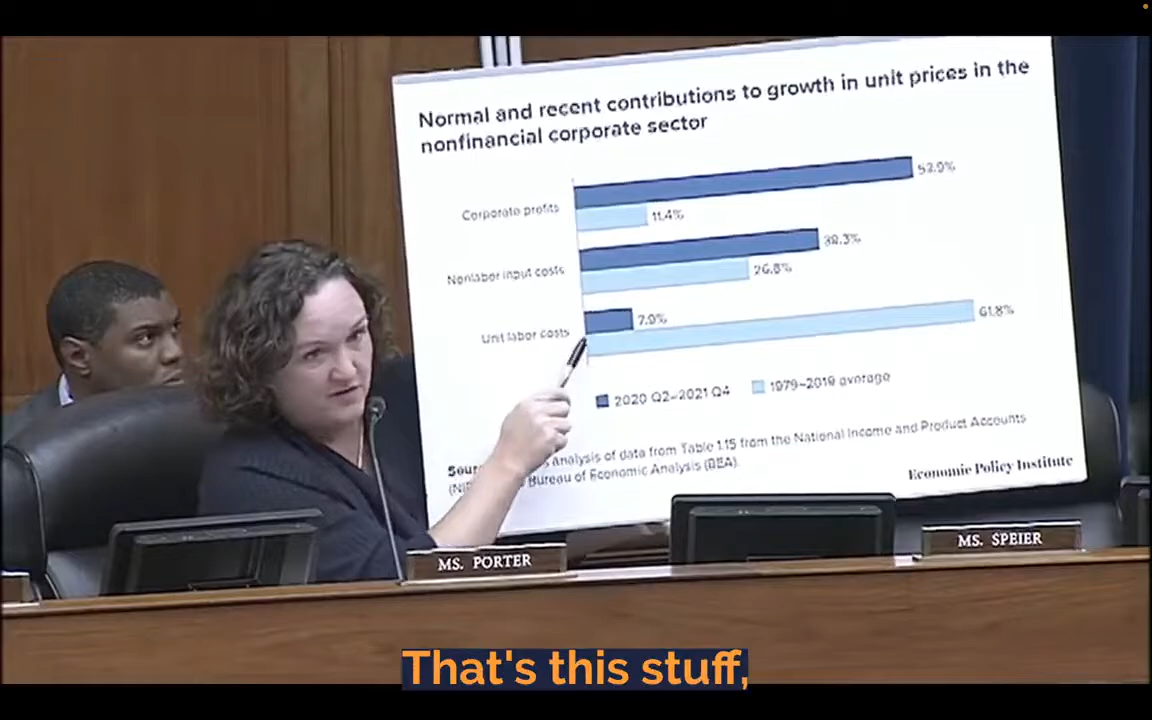 Normal and recent contributions to growth in unit prices in the
nonfinancial corporate sector
Corporate profits
53.9%
11.4%
Nonlabor input costs
38.3%
26.8%
Unit labor costs
7.9%
61.8%
2020 Q2–2021 Q4
1979–2019 average
analysis of data from Table 1.15 from the National Income and Product Accounts
Bureau of Economic Analysis (BEA).
Economic Policy Institute
MS. PORTER
MS. SPEIER
That's this stuff,